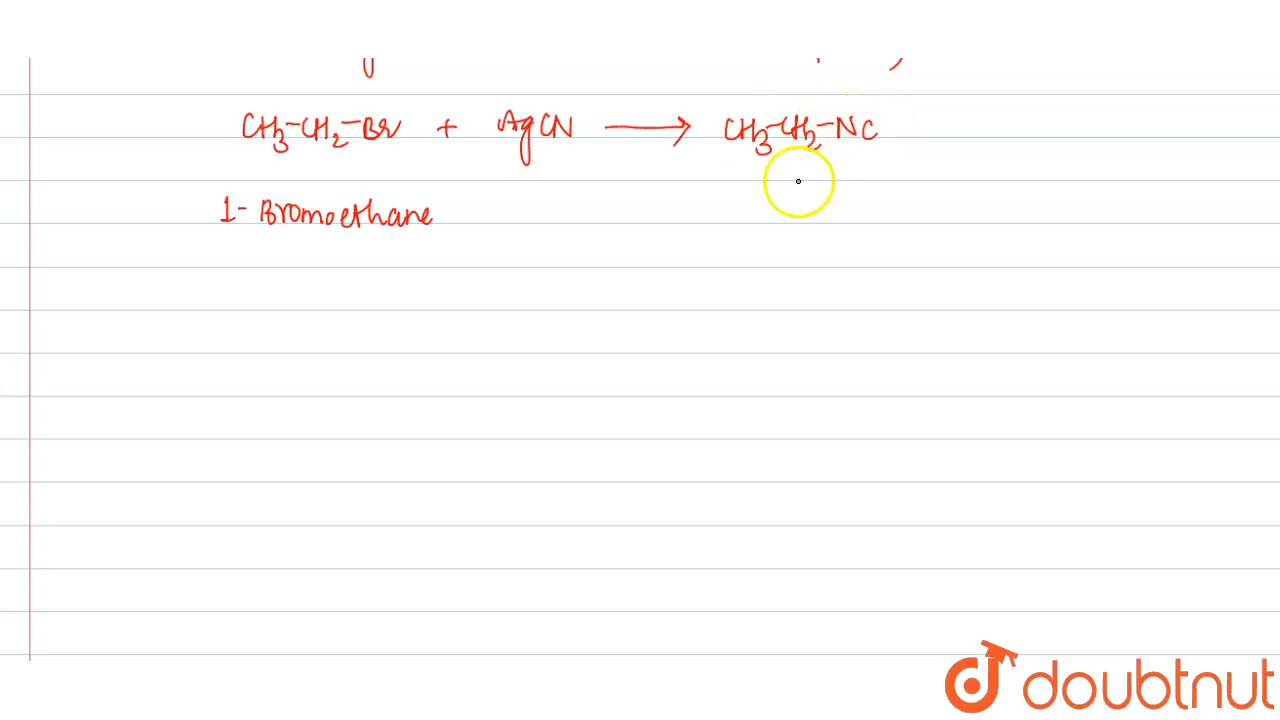 CH3-CH2-Br + AgCN → CH3-CH2-NC
1- Bromoethane
doubtnut